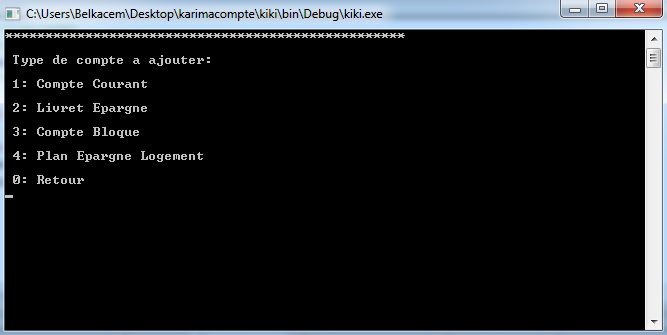 C:\Users\Belkacem\Desktop\karimacompte\kiki\bin\Debug\kiki.exe
**************************************************
Type de compte a ajouter:
1: Compte Courant
2: Livret Epargne
3: Compte Bloque
4: Plan Epargne Logement
0: Retour